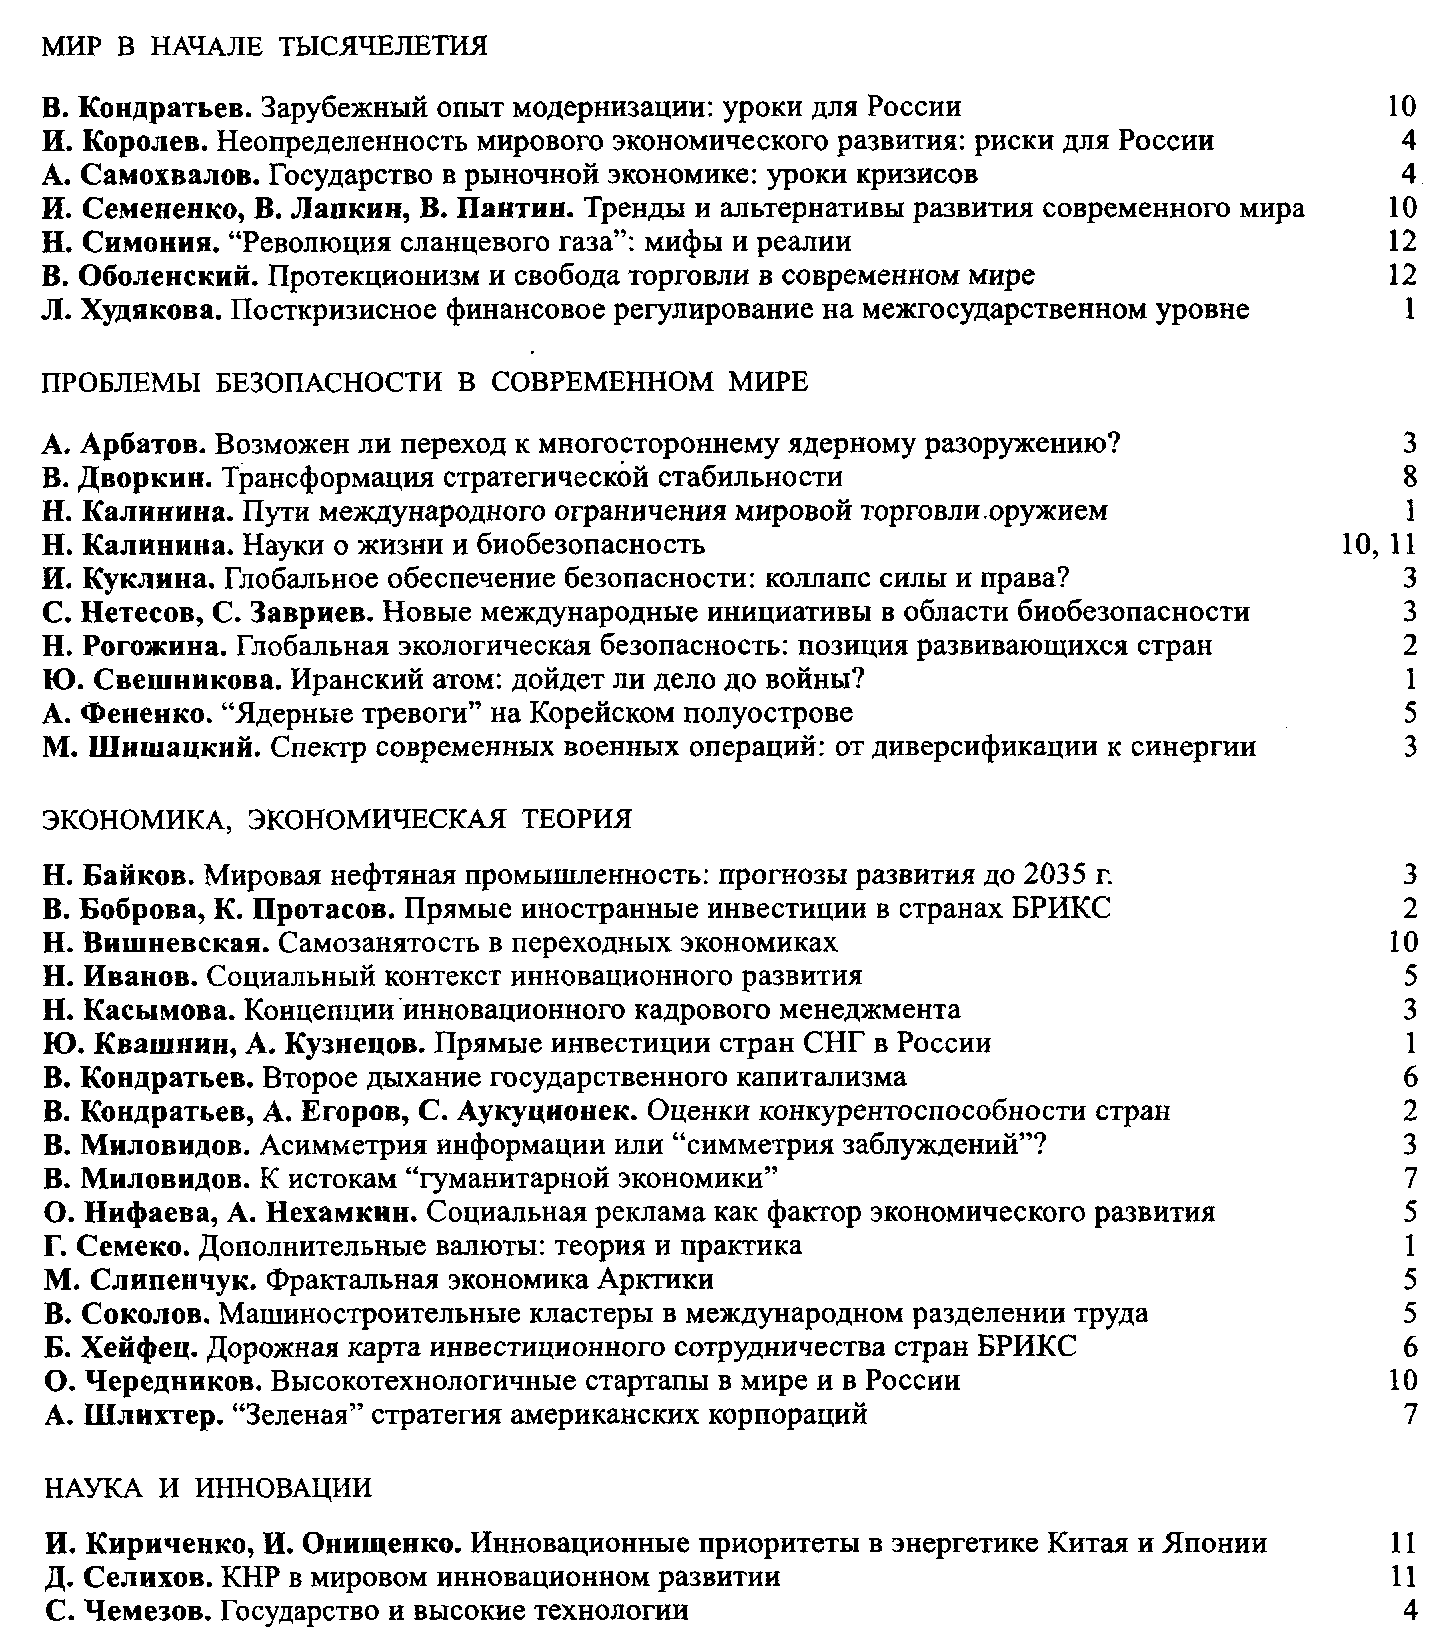 МИР В НАЧАЛЕ ТЫСЯЧЕЛЕТИЯ
В. Кондратьев. Зарубежный опыт модернизации: уроки для России 10
И. Королев. Неопределенность мирового экономического развития: риски для России 4
А. Самохвалов. Государство в рыночной экономике: уроки кризисов 4
И. Семененко, В. Лапкин, В. Пантин. Тренды и альтернативы развития современного мира 10
Н. Симония. “Революция сланцевого газа”: мифы и реалии 12
В. Оболенский. Протекционизм и свобода торговли в современном мире 12
Л. Худякова. Посткризисное финансовое регулирование на межгосударственном уровне 1
ПРОБЛЕМЫ БЕЗОПАСНОСТИ В СОВРЕМЕННОМ МИРЕ
А. Арбатов. Возможен ли переход к многостороннему ядерному разоружению? 3
В. Дворкин. Трансформация стратегической стабильности 8
Н. Калинина. Пути международного ограничения мировой торговли оружием 1
Н. Калинина. Науки о жизни и биобезопасность 10, 11
И. Куклина. Глобальное обеспечение безопасности: коллапс силы и права? 3
С. Нетесов, С. Завриев. Новые международные инициативы в области биобезопасности 3
Н. Рогожина. Глобальная экологическая безопасность: позиция развивающихся стран 2
Ю. Свешникова. Иранский атом: дойдет ли дело до войны? 1
А. Фененко. “Ядерные тревоги” на Корейском полуострове 5
М. Шишацкий. Спектр современных военных операций: от диверсификации к синергии 3
ЭКОНОМИКА, ЭКОНОМИЧЕСКАЯ ТЕОРИЯ
Н. Байков. Мировая нефтяная промышленность: прогнозы развития до 2035 г. 3
В. Боброва, К. Протасов. Прямые иностранные инвестиции в странах БРИКС 2
Н. Вишневская. Самозанятость в переходных экономиках 10
Н. Иванов. Социальный контекст инновационного развития 5
Н. Касымова. Концепции инновационного кадрового менеджмента 3
Ю. Квашнин, А. Кузнецов. Прямые инвестиции стран СНГ в России 1
В. Кондратьев. Второе дыхание государственного капитализма 6
В. Кондратьев, А. Егоров, С. Аукуционек. Оценки конкурентоспособности стран 2
В. Миловидов. Асимметрия информации или “симметрия заблуждений”? 3
В. Миловидов. К истокам “гуманитарной экономики” 7
О. Нифаева, А. Нехамкин. Социальная реклама как фактор экономического развития 5
Г. Семеко. Дополнительные валюты: теория и практика 1
М. Слипенчук. Фрактальная экономика Арктики 5
В. Соколов. Машиностроительные кластеры в международном разделении труда 5
Б. Хейфец. Дорожная карта инвестиционного сотрудничества стран БРИКС 6
О. Чередников. Высокотехнологичные стартапы в мире и в России 10
А. Шлихтер. “Зеленая” стратегия американских корпораций 7
НАУКА И ИННОВАЦИИ
И. Кириченко, И. Онищенко. Инновационные приоритеты в энергетике Китая и Японии 11
Д. Селихов. КНР в мировом инновационном развитии 11
С. Чемезов. Государство и высокие технологии 4